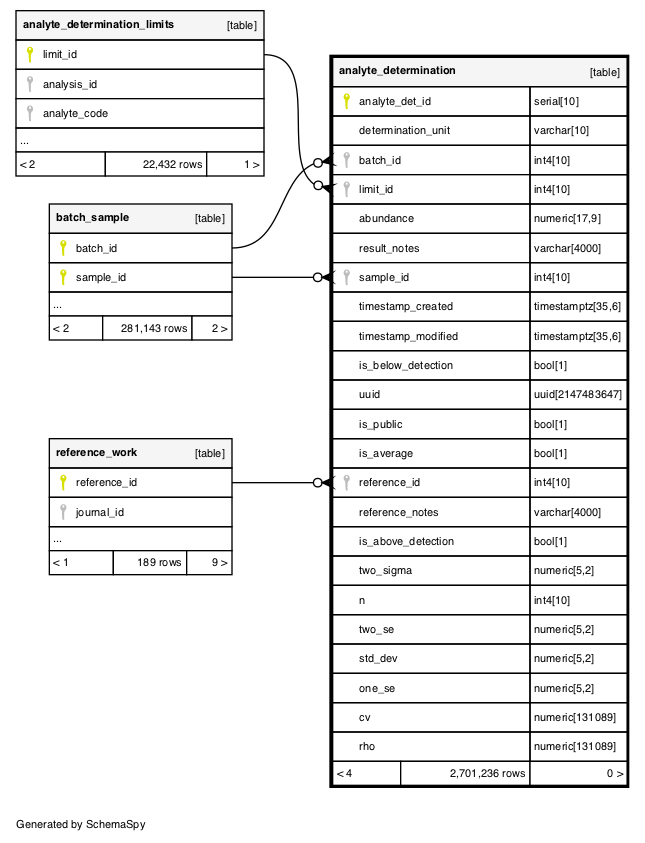 analyte_determination_limits [table]
limit_id
analysis_id
analyte_code
...
< 2 22,432 rows 1 >
batch_sample [table]
batch_id
sample_id
...
< 2 281,143 rows 2 >
reference_work [table]
reference_id
journal_id
...
< 1 189 rows 9 >
analyte_determination [table]
analyte_det_id serial[10]
determination_unit varchar[10]
batch_id int4[10]
limit_id int4[10]
abundance numeric[17,9]
result_notes varchar[4000]
sample_id int4[10]
timestamp_created timestamptz[35,6]
timestamp_modified timestamptz[35,6]
is_below_detection bool[1]
uuid uuid[2147483647]
is_public bool[1]
is_average bool[1]
reference_id int4[10]
reference_notes varchar[4000]
is_above_detection bool[1]
two_sigma numeric[5,2]
n int4[10]
two_se numeric[5,2]
std_dev numeric[5,2]
one_se numeric[5,2]
cv numeric[131089]
rho numeric[131089]
< 4 2,701,236 rows 0 >
Generated by SchemaSpy